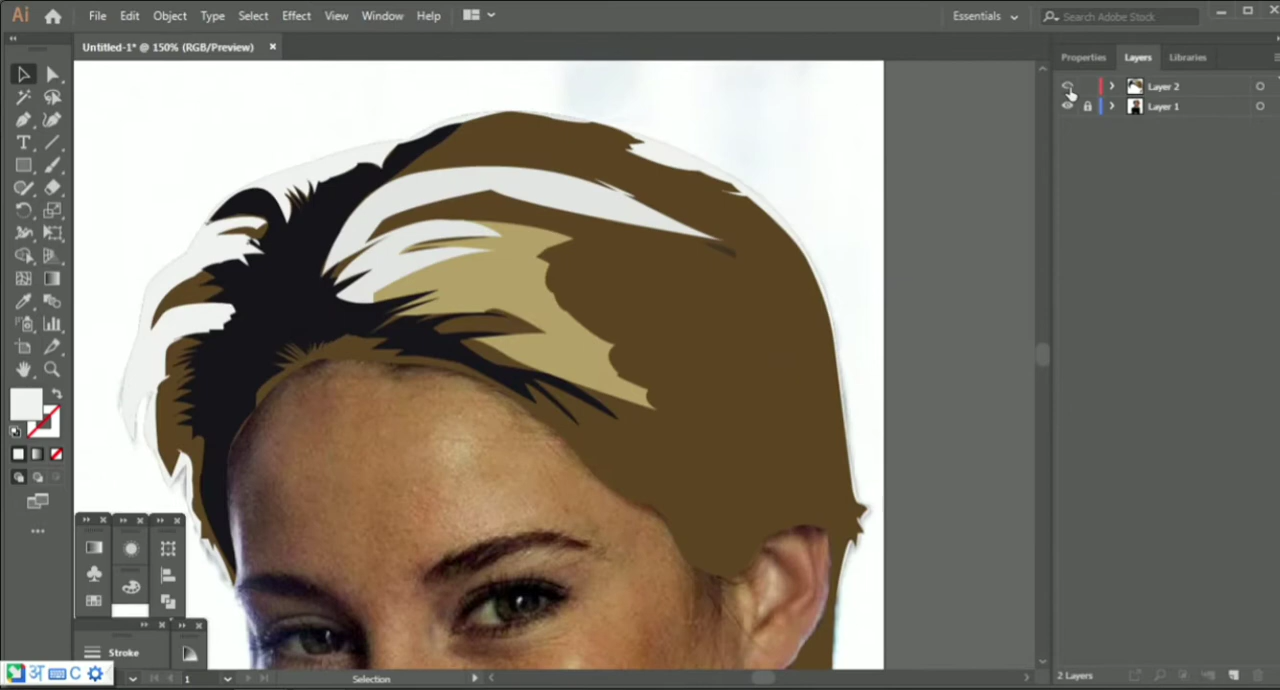 Ai File Edit Object Type Select Effect View Window Help Essentials Search Adobe Stock
Untitled-1* @ 150% (RGB/Preview) ×
Properties Layers Libraries
Layer 2
Layer 1
Stroke
अ C
1 Selection
2 Layers